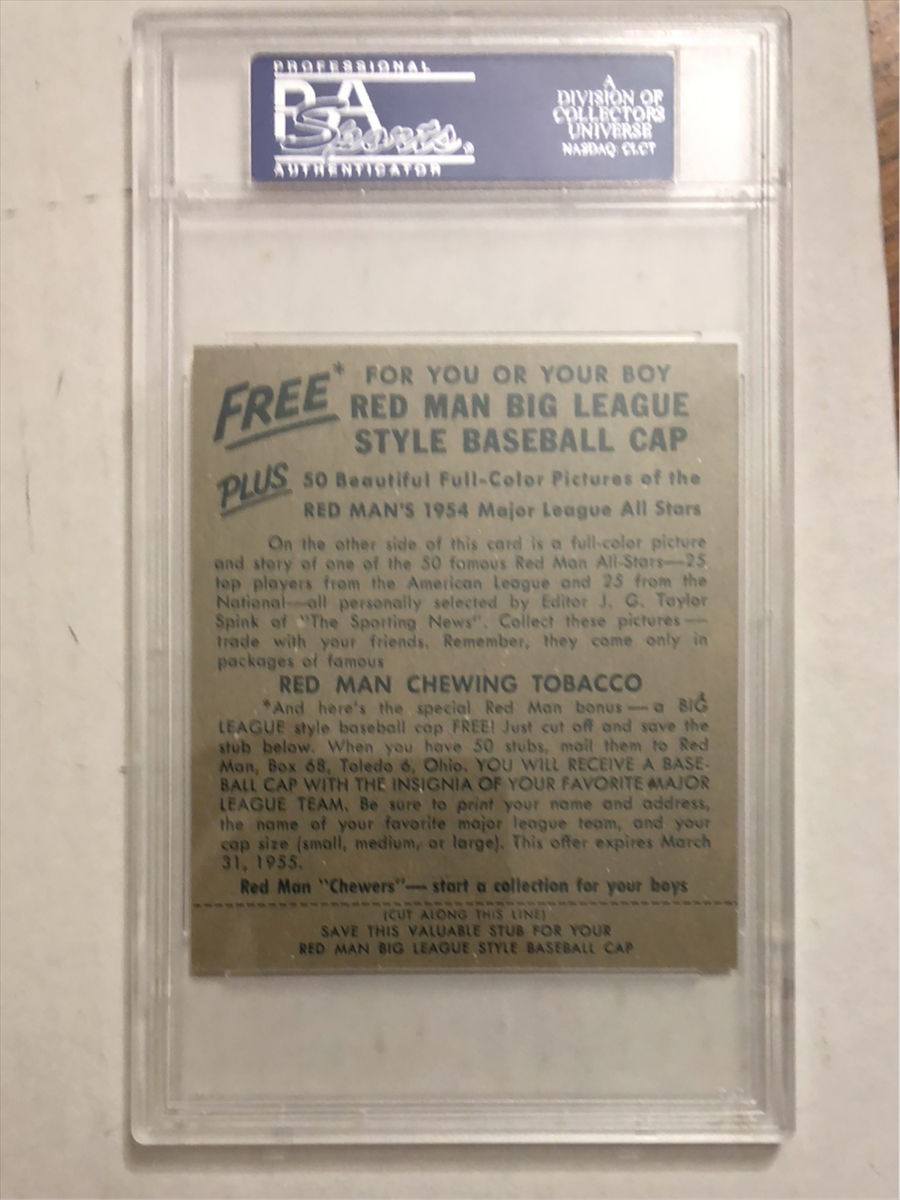 PROFESSIONAL
PSA
Sports®
AUTHENTICATOR
A
DIVISION OF
COLLECTORS
UNIVERSE
NASDAQ CLCT
FREE* FOR YOU OR YOUR BOY
RED MAN BIG LEAGUE
STYLE BASEBALL CAP
PLUS 50 Beautiful Full-Color Pictures of the
RED MAN'S 1954 Major League All Stars
On the other side of this card is a full-color picture
and story of one of the 50 famous Red Man All-Stars—25
top players from the American League and 25 from the
National—all personally selected by Editor J. G. Taylor
Spink of "The Sporting News". Collect these pictures—
trade with your friends. Remember, they come only in
packages of famous
RED MAN CHEWING TOBACCO
*And here's the special Red Man bonus—a BIG
LEAGUE style baseball cap FREE! Just cut off and save the
stub below. When you have 50 stubs, mail them to Red
Man, Box 68, Toledo 6, Ohio. YOU WILL RECEIVE A BASE-
BALL CAP WITH THE INSIGNIA OF YOUR FAVORITE MAJOR
LEAGUE TEAM. Be sure to print your name and address,
the name of your favorite major league team, and your
cap size (small, medium, or large). This offer expires March
31, 1955.
Red Man "Chewers"—start a collection for your boys
(CUT ALONG THIS LINE)
SAVE THIS VALUABLE STUB FOR YOUR
RED MAN BIG LEAGUE STYLE BASEBALL CAP